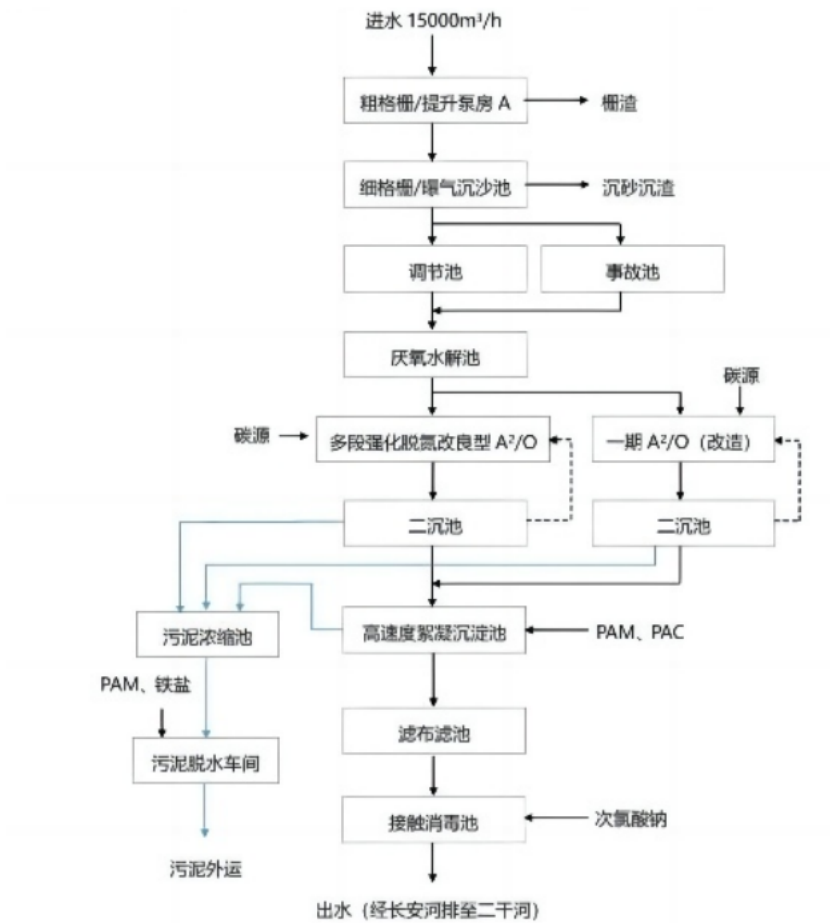 进水 15000m³/h
粗格栅/提升泵房 A
栅渣
细格栅/曝气沉沙池
沉砂沉渣
调节池
事故池
厌氧水解池
碳源
碳源
多段强化脱氮改良型 A²/O
一期 A²/O（改造）
二沉池
二沉池
污泥浓缩池
高速度絮凝沉淀池
PAM、PAC
PAM、铁盐
滤布滤池
污泥脱水车间
接触消毒池
次氯酸钠
污泥外运
出水（经长安河排至二干河）